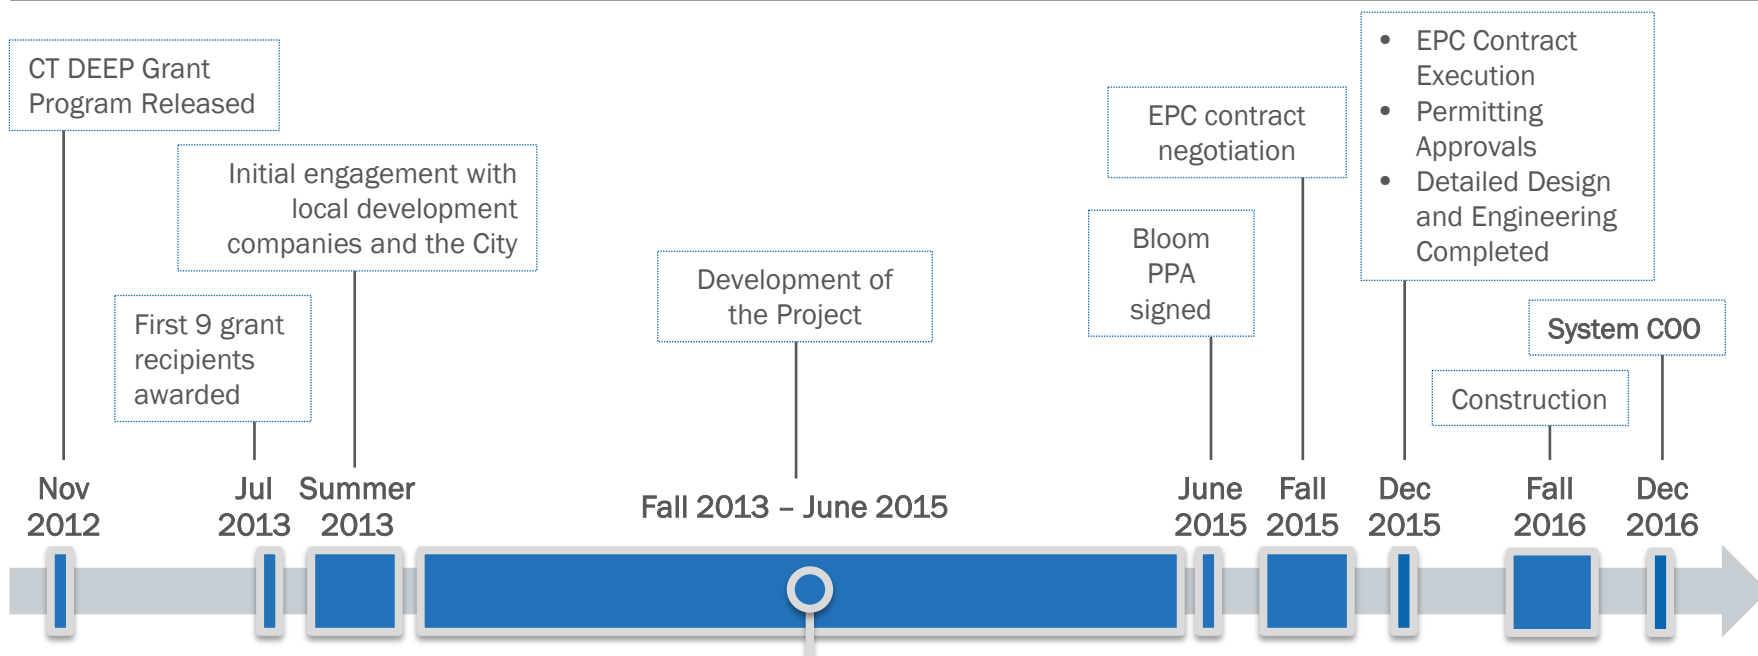 CT DEEP Grant
Program Released
Initial engagement with
local development
companies and the City
First 9 grant
recipients
awarded
Development of
the Project
Bloom
PPA
signed
EPC contract
negotiation
• EPC Contract
Execution
• Permitting
Approvals
• Detailed Design
and Engineering
Completed
Construction
System COO
Nov
2012
Jul
2013
Summer
2013
Fall 2013 – June 2015
June
2015
Fall
2015
Dec
2015
Fall
2016
Dec
2016